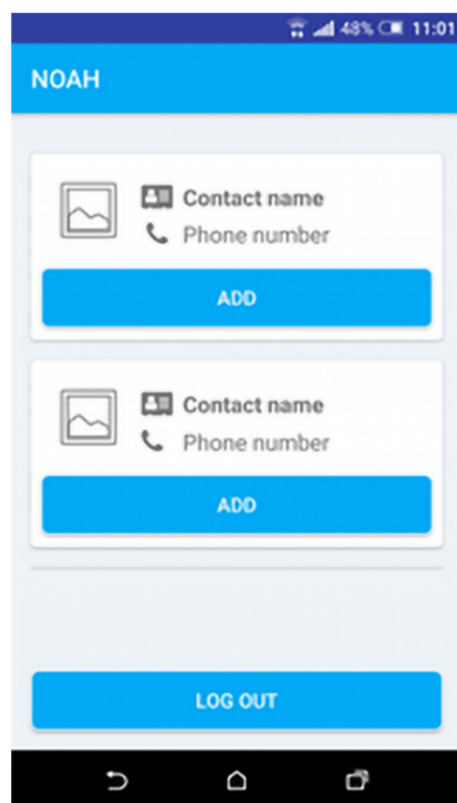 48% 11:01
NOAH
Contact name
Phone number
ADD
Contact name
Phone number
ADD
LOG OUT